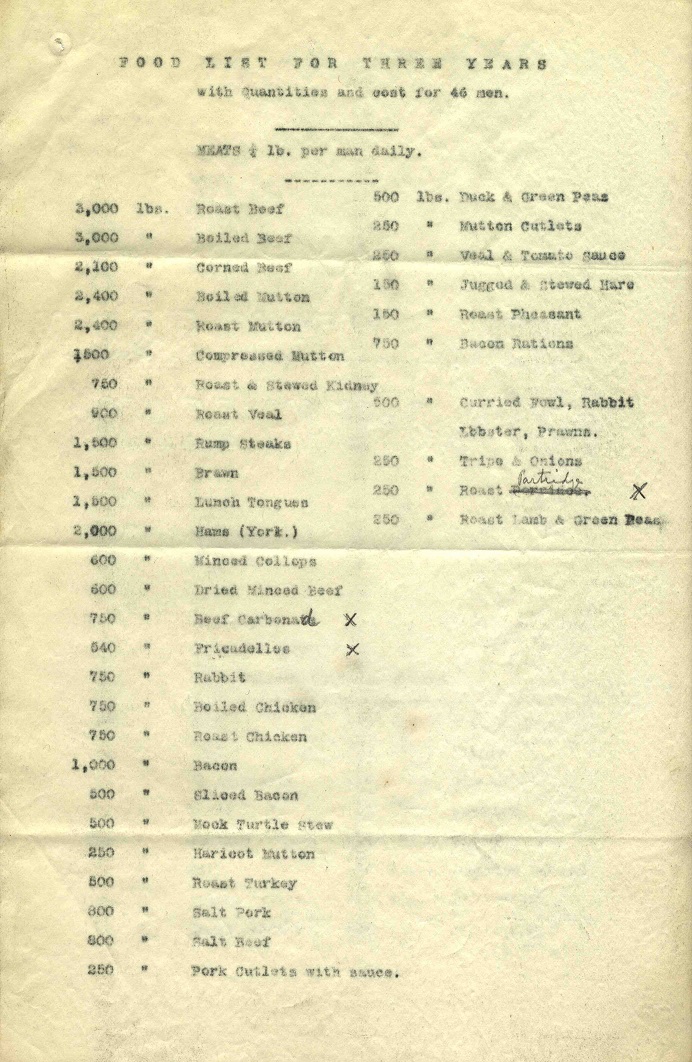 FOOD LIST FOR THREE YEARS
with Quantities and cost for 46 men.
MEATS ½ lb. per man daily.
3,000 lbs. Roast Beef
3,000 " Boiled Beef
2,100 " Corned Beef
2,400 " Boiled Mutton
2,400 " Roast Mutton
1500 " Compressed Mutton
750 " Roast & Stewed Kidney
900 " Roast Veal
1,500 " Rump Steaks
1,500 " Brawn
1,500 " Lunch Tongues
2,000 " Hams (York.)
600 " Minced Collops
600 " Dried Minced Beef
750 " Beef Carbonad X
540 " Fricadelles X
750 " Rabbit
750 " Boiled Chicken
750 " Roast Chicken
1,000 " Bacon
500 " Sliced Bacon
500 " Mock Turtle Stew
250 " Haricot Mutton
500 " Roast Turkey
800 " Salt Pork
800 " Salt Beef
250 " Pork Cutlets with sauce.
500 lbs. Duck & Green Peas
250 " Mutton Cutlets
250 " Veal & Tomato Sauce
150 " Jugged & Stewed Hare
150 " Roast Pheasant
750 " Bacon Rations
500 " Curried Fowl, Rabbit
Lobster, Prawns.
250 " Tripe & Onions
Partridge
250 " Roast X
250 " Roast Lamb & Green Peas